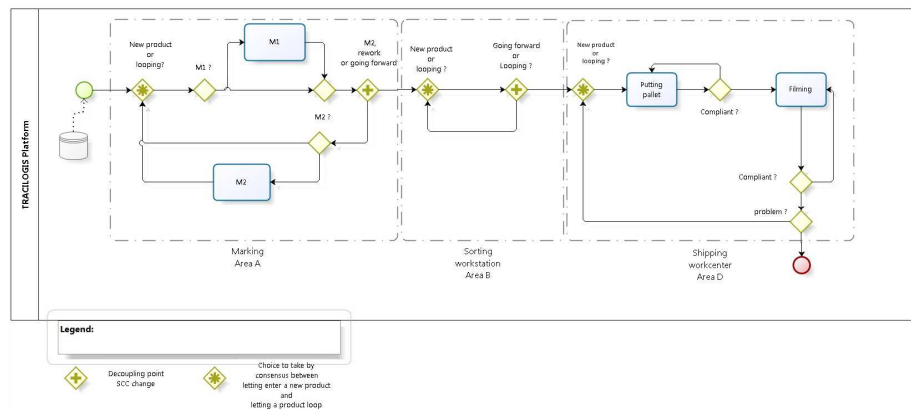 TRACILOGIS Platform
New product
or
looping?
M1 ?
M1
M2,
rework
or going forward
M2 ?
M2
Marking
Area A
New product
or
looping ?
Going forward
or
Looping ?
Sorting
workstation
Area B
New product
or
looping ?
Putting
pallet
Compliant ?
Filming
Compliant ?
problem ?
Shipping
workcenter
Area D
Legend:
Decoupling point
SCC change
Choice to take by
consensus between
letting enter a new product
and
letting a product loop